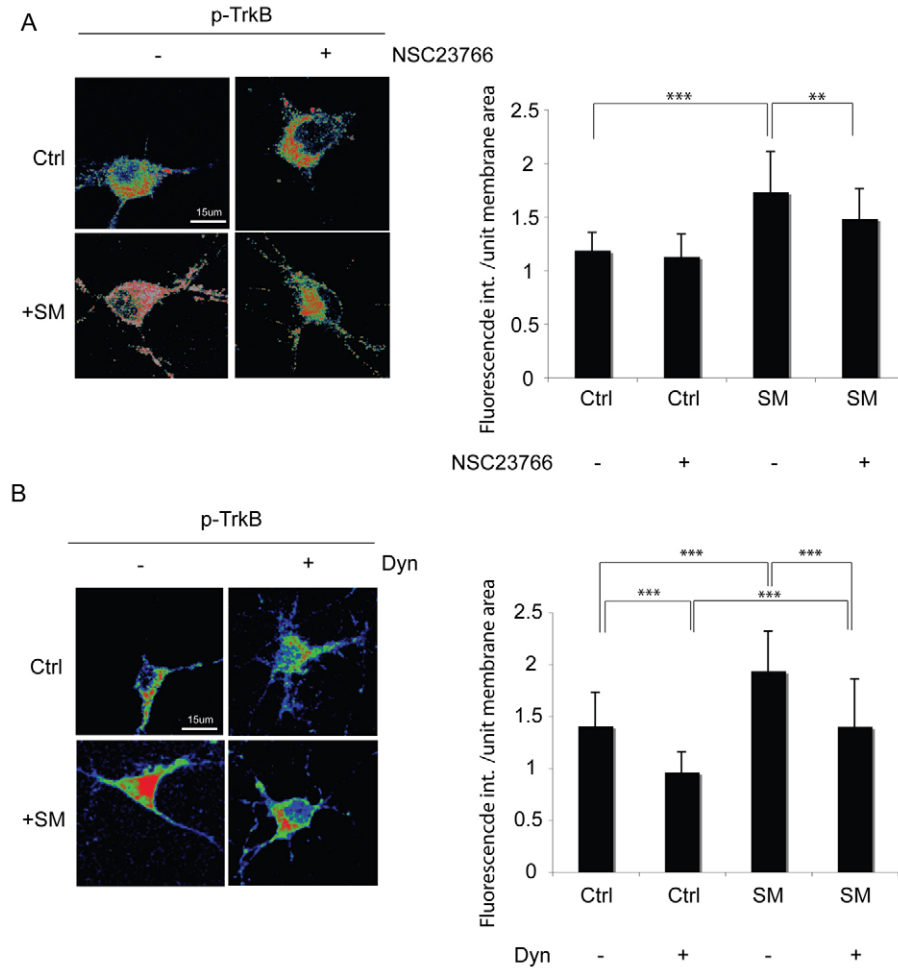 A
p-TrkB
- + NSC23766
Ctrl
15um
+SM
Fluorescencde int. /unit membrane area
2.5
2
1.5
1
0.5
0
*** **
Ctrl Ctrl SM SM
NSC23766 - + - +
B
p-TrkB
- + Dyn
Ctrl
15um
+SM
Fluorescencde int. /unit membrane area
2.5
2
1.5
1
0.5
0
*** ***
*** ***
Ctrl Ctrl SM SM
Dyn - + - +